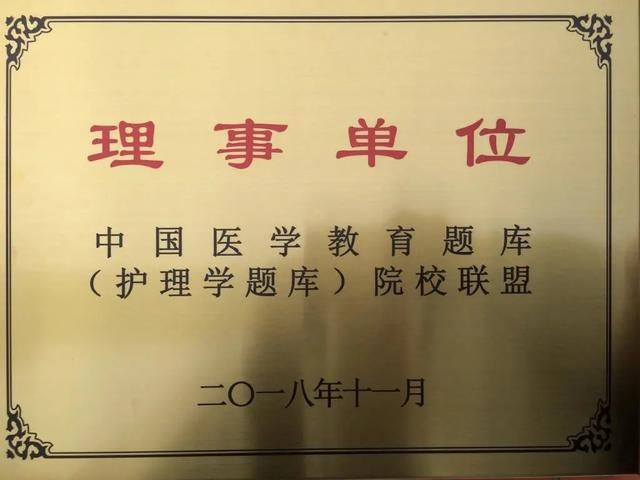 理事单位
中国医学教育题库
（护理学题库）院校联盟
二〇一八年十一月